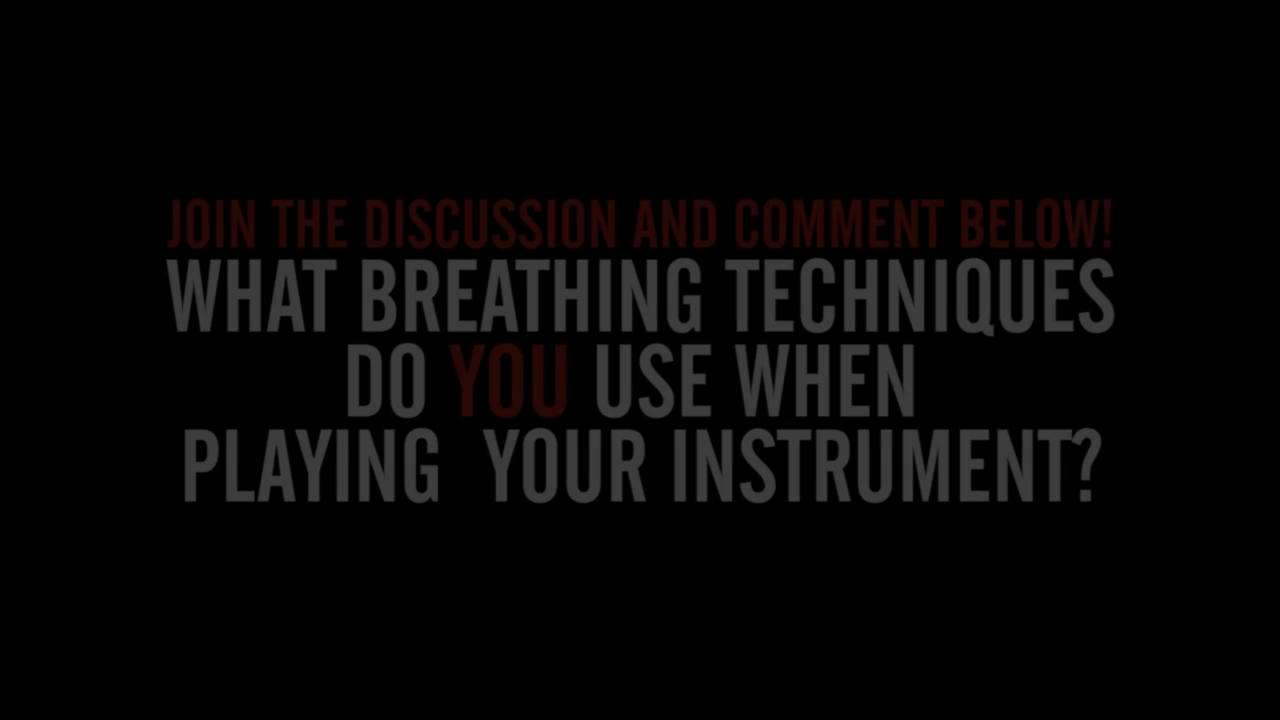 JOIN THE DISCUSSION AND COMMENT BELOW!
WHAT BREATHING TECHNIQUES
DO YOU USE WHEN
PLAYING  YOUR INSTRUMENT?